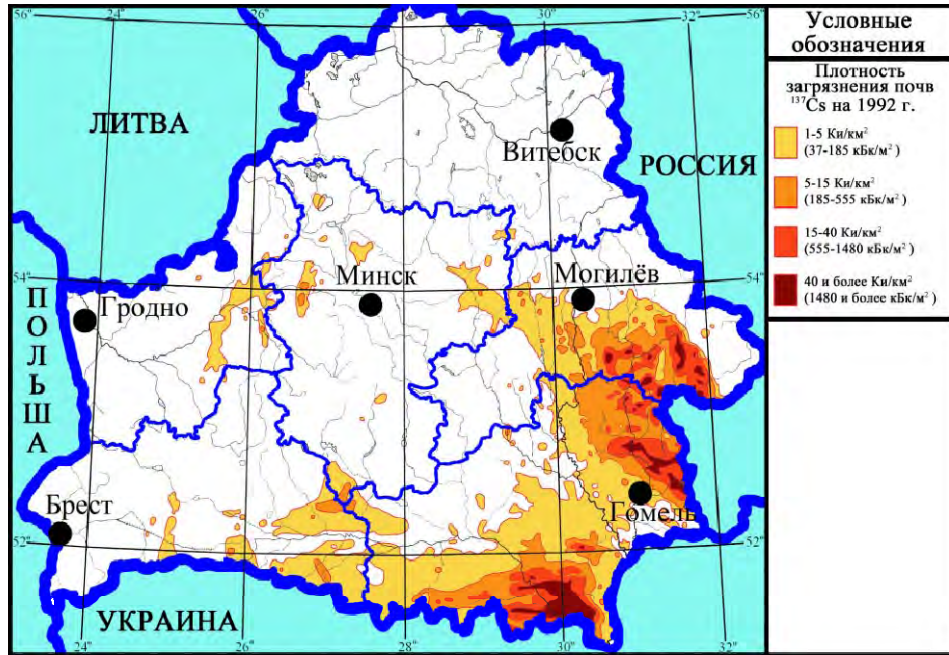 56°
24°
26°
28°
30°
32°
56°
ЛИТВА
Витебск
РОССИЯ
54°
Минск
Могилёв
54°
Гродно
ПОЛЬША
Брест
Гомель
52°
52°
УКРАИНА
24°
26°
28°
30°
32°
Условные
обозначения
Плотность
загрязнения почв
¹³⁷Cs на 1992 г.
1-5 Ки/км²
(37-185 кБк/м²)
5-15 Ки/км²
(185-555 кБк/м²)
15-40 Ки/км²
(555-1480 кБк/м²)
40 и более Ки/км²
(1480 и более кБк/м²)